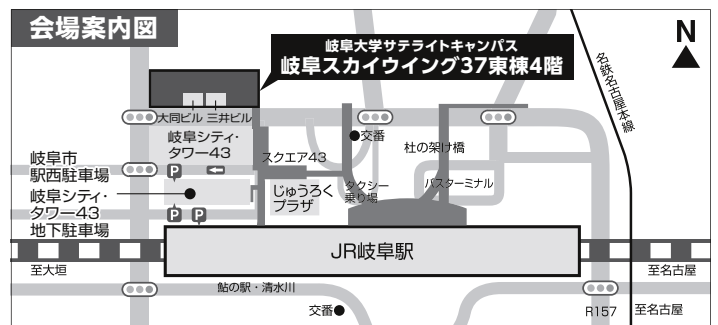 会場案内図
岐阜大学サテライトキャンパス
岐阜スカイウイング37東棟4階
N
名鉄名古屋本線
大同ビル 三井ビル
岐阜シティ・
タワー43
スクエア43
交番
杜の架け橋
岐阜市
駅西駐車場
P
岐阜シティ・
タワー43
地下駐車場
P P
じゅうろく
プラザ
タクシー
乗り場
バスターミナル
JR岐阜駅
至大垣
至名古屋
鮎の駅・清水川
交番
R157
至名古屋